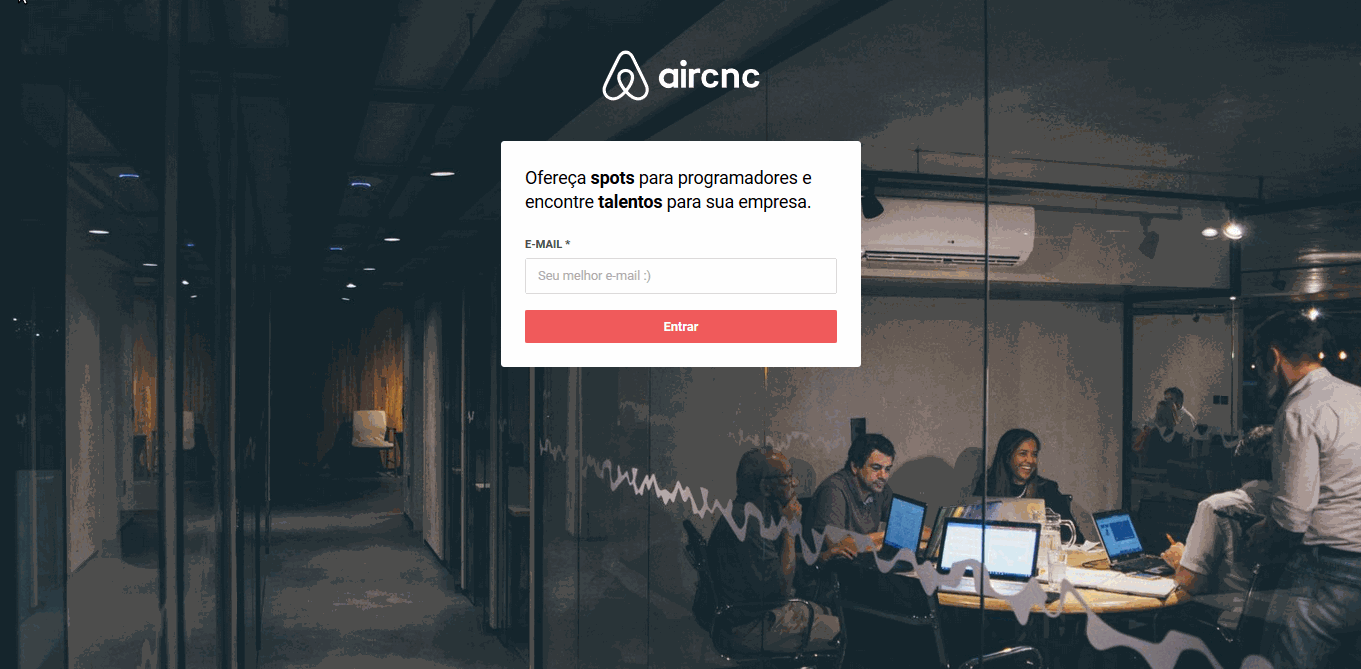 aircnc
Ofereça spots para programadores e
encontre talentos para sua empresa.
E-MAIL *
Seu melhor e-mail :)
Entrar